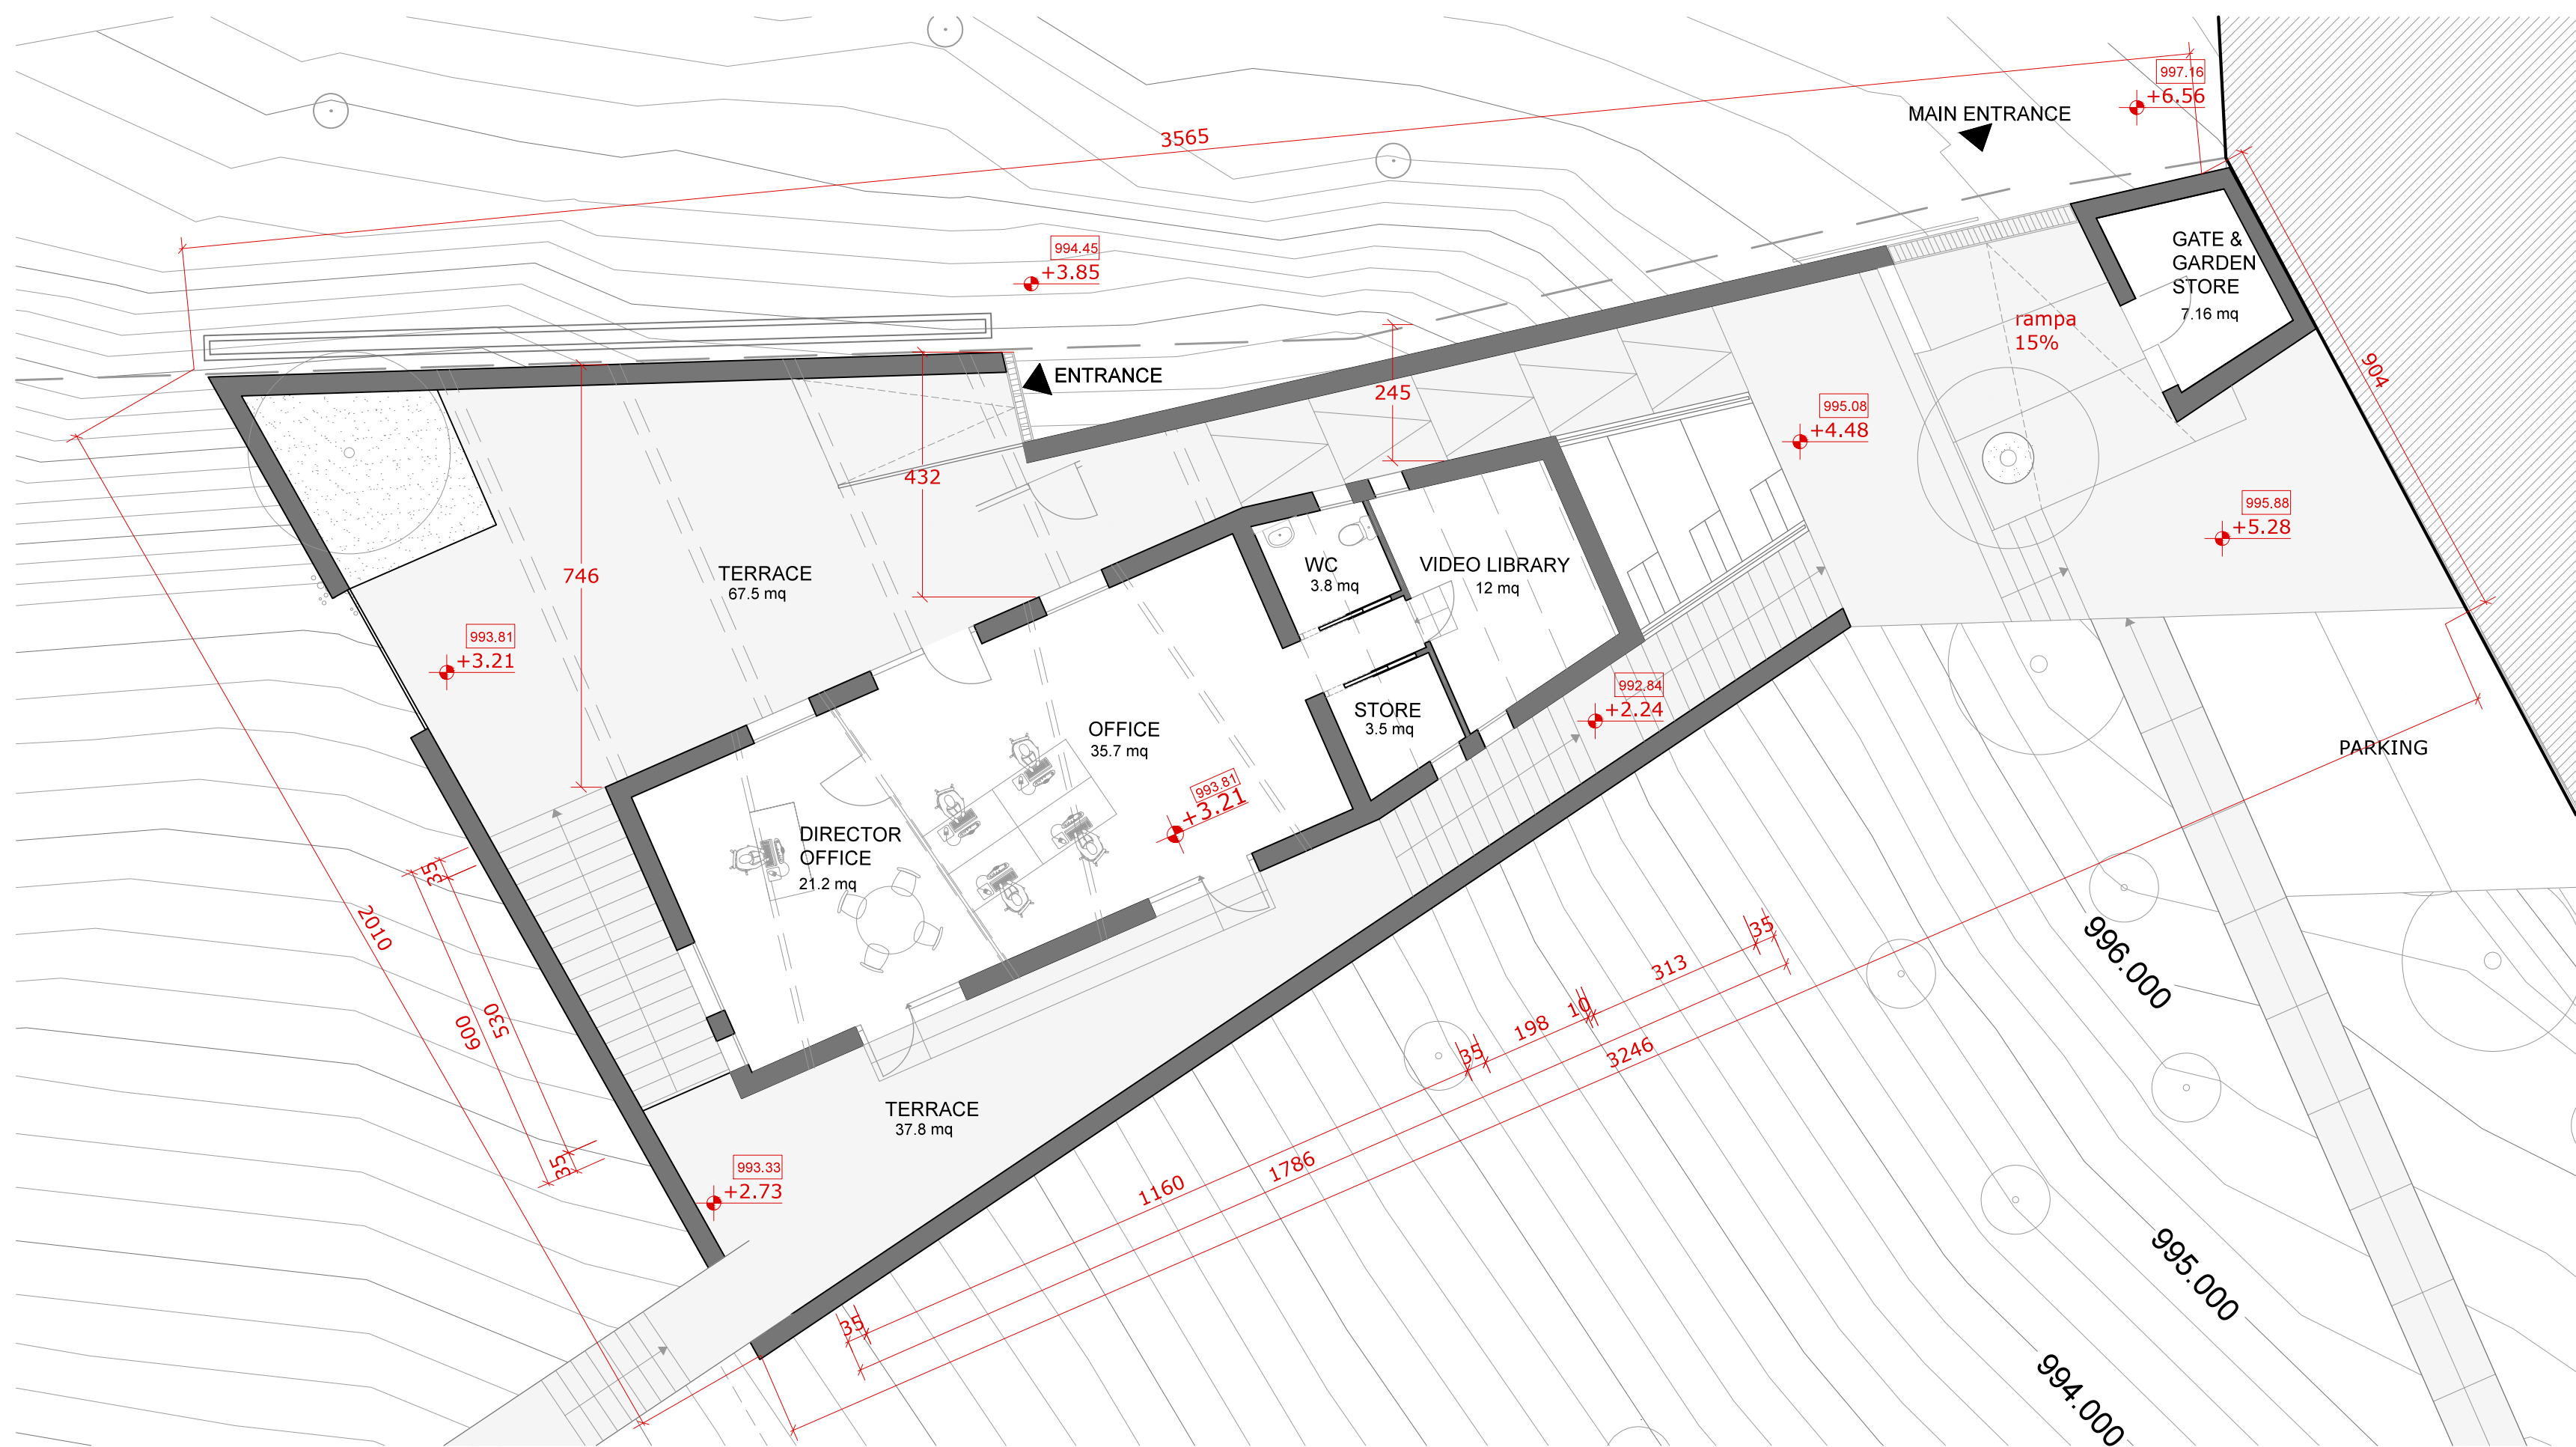 997.16
+6.56
MAIN ENTRANCE
3565
GATE &
GARDEN
STORE
7.16 mq
994.45
+3.85
rampa
15%
904
ENTRANCE
245
995.08
+4.48
432
995.88
+5.28
746
TERRACE
67.5 mq
WC
3.8 mq
VIDEO LIBRARY
12 mq
993.81
+3.21
992.84
+2.24
STORE
3.5 mq
OFFICE
35.7 mq
PARKING
993.81
+3.21
DIRECTOR
OFFICE
21.2 mq
35
2010
530
600
35
996.000
35
313
10
198
35
3246
TERRACE
37.8 mq
993.33
+2.73
1160
1786
35
995.000
994.000